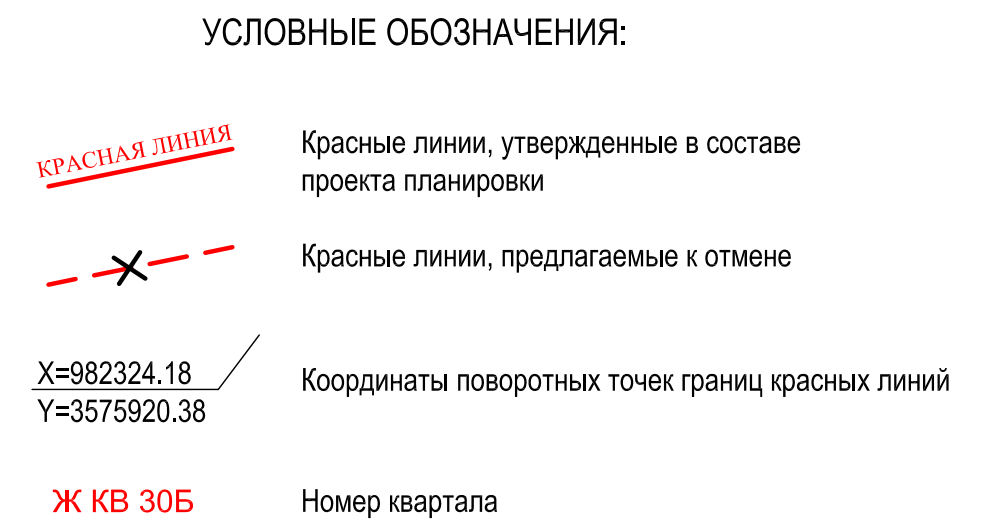 УСЛОВНЫЕ ОБОЗНАЧЕНИЯ:
КРАСНАЯ ЛИНИЯ
Красные линии, утвержденные в составе
проекта планировки
Красные линии, предлагаемые к отмене
X=982324.18
Y=3575920.38
Координаты поворотных точек границ красных линий
Ж КВ 30Б
Номер квартала